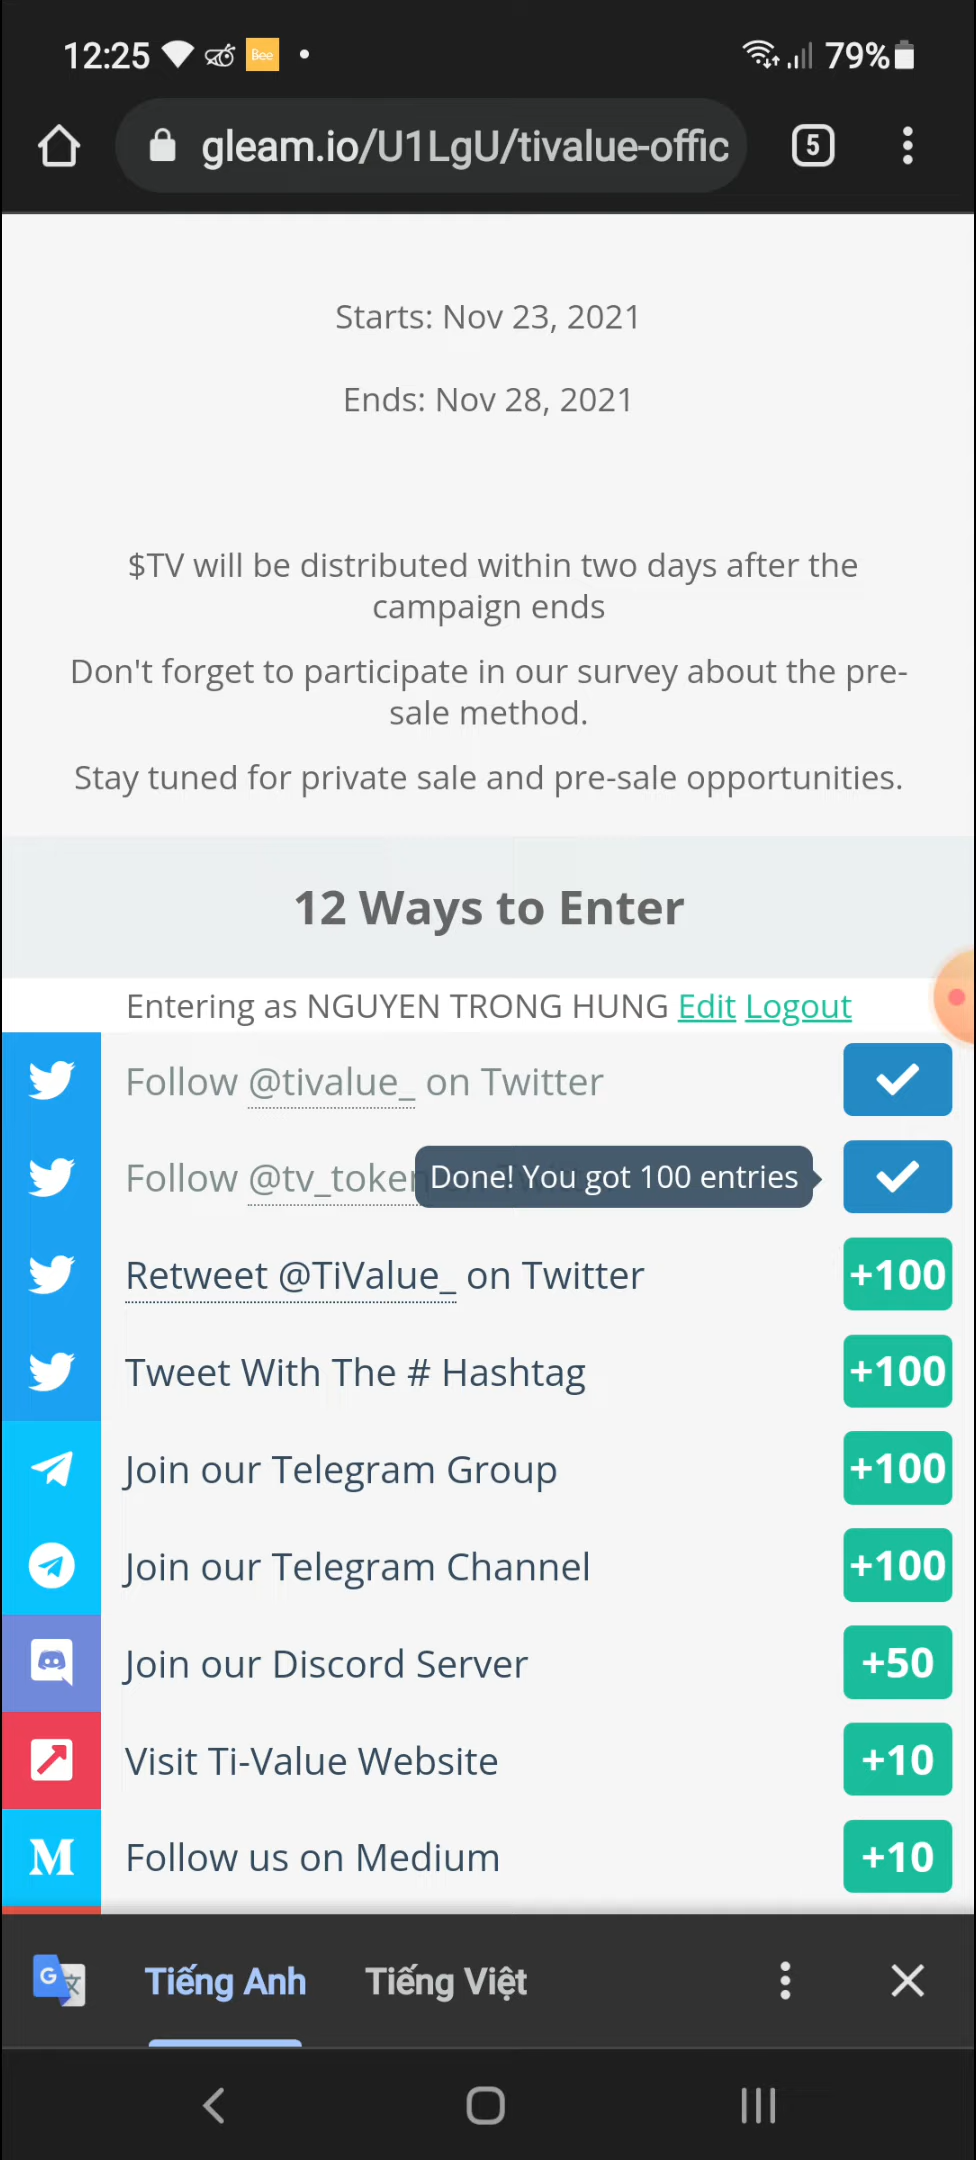 12:25 Bee 79%
gleam.io/U1LgU/tivalue-offic 5
Starts: Nov 23, 2021
Ends: Nov 28, 2021
$TV will be distributed within two days after the
campaign ends
Don't forget to participate in our survey about the pre-
sale method.
Stay tuned for private sale and pre-sale opportunities.
12 Ways to Enter
Entering as NGUYEN TRONG HUNG Edit Logout
Follow @tivalue_ on Twitter
Follow @tv_token Done! You got 100 entries
Retweet @TiValue_ on Twitter +100
Tweet With The # Hashtag +100
Join our Telegram Group +100
Join our Telegram Channel +100
Join our Discord Server +50
Visit Ti-Value Website +10
M Follow us on Medium +10
G 文 Tiếng Anh Tiếng Việt